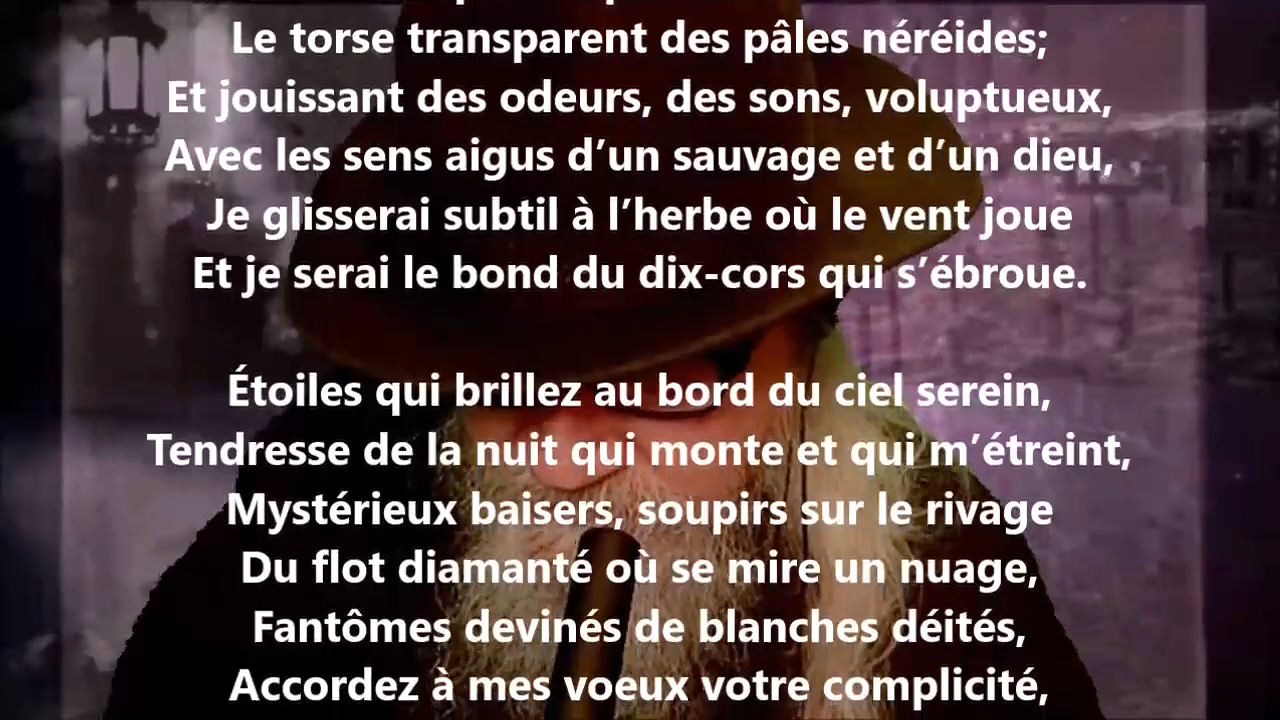 Le torse transparent des pâles néréides;
Et jouissant des odeurs, des sons, voluptueux,
Avec les sens aigus d’un sauvage et d’un dieu,
Je glisserai subtil à l’herbe où le vent joue
Et je serai le bond du dix-cors qui s’ébroue.
Étoiles qui brillez au bord du ciel serein,
Tendresse de la nuit qui monte et qui m’étreint,
Mystérieux baisers, soupirs sur le rivage
Du flot diamanté où se mire un nuage,
Fantômes devinés de blanches déités,
Accordez à mes voeux votre complicité,